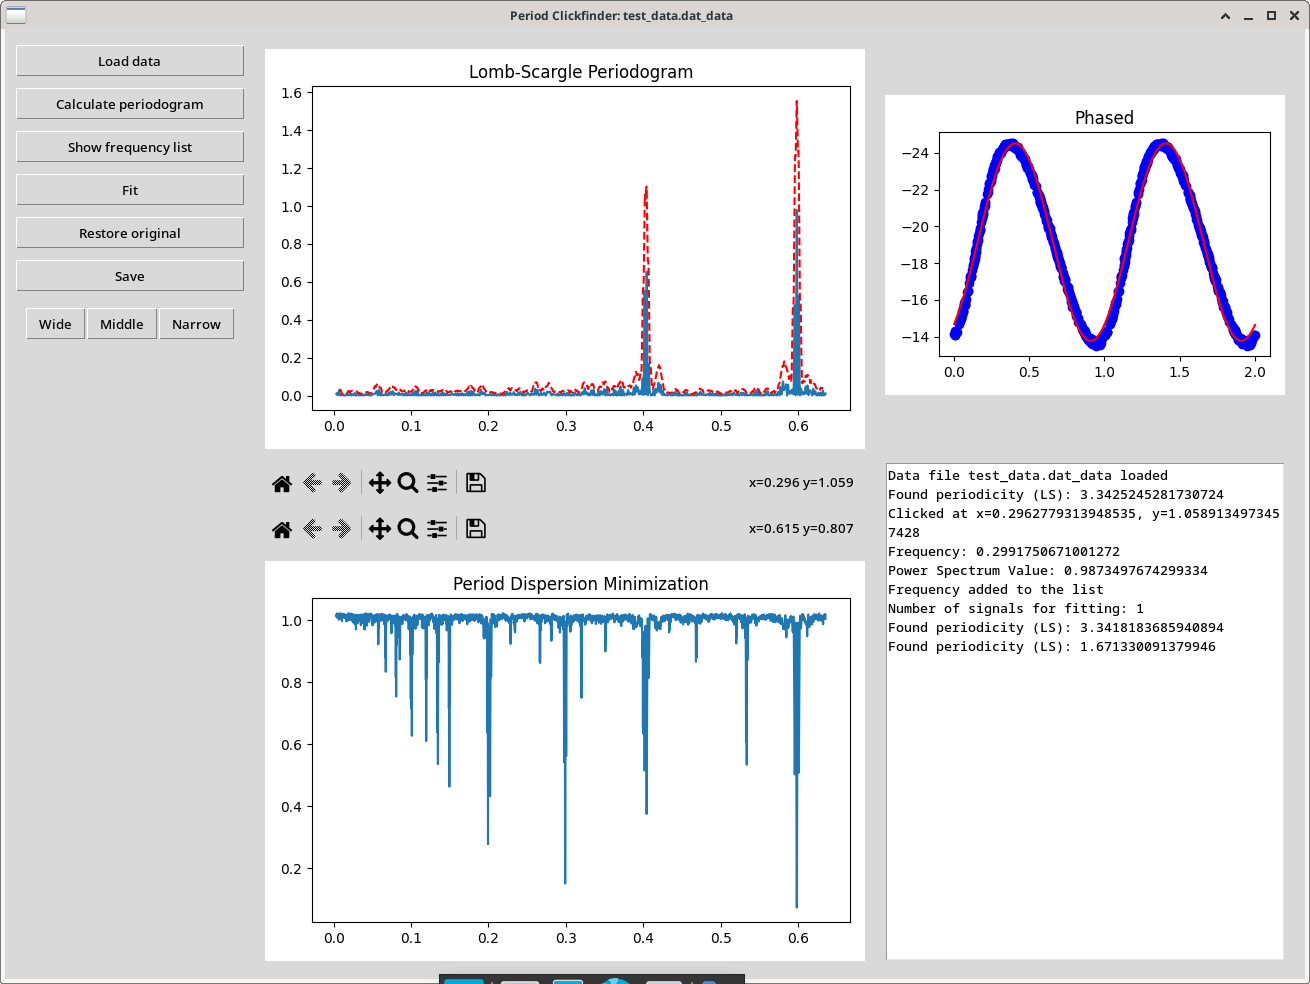 Period Clickfinder: test_data.dat_data
Load data
Calculate periodogram
Show frequency list
Fit
Restore original
Save
Wide Middle Narrow
Lomb-Scargle Periodogram
1.6
1.4
1.2
1.0
0.8
0.6
0.4
0.2
0.0
0.0 0.1 0.2 0.3 0.4 0.5 0.6
x=0.296 y=1.059
x=0.615 y=0.807
Period Dispersion Minimization
1.0
0.8
0.6
0.4
0.2
0.0 0.1 0.2 0.3 0.4 0.5 0.6
Phased
−24
−22
−20
−18
−16
−14
0.0 0.5 1.0 1.5 2.0
Data file test_data.dat_data loaded
Found periodicity (LS): 3.3425245281730724
Clicked at x=0.2962779313948535, y=1.058913497345
7428
Frequency: 0.2991750671001272
Power Spectrum Value: 0.9873497674299334
Frequency added to the list
Number of signals for fitting: 1
Found periodicity (LS): 3.3418183685940894
Found periodicity (LS): 1.671330091379946